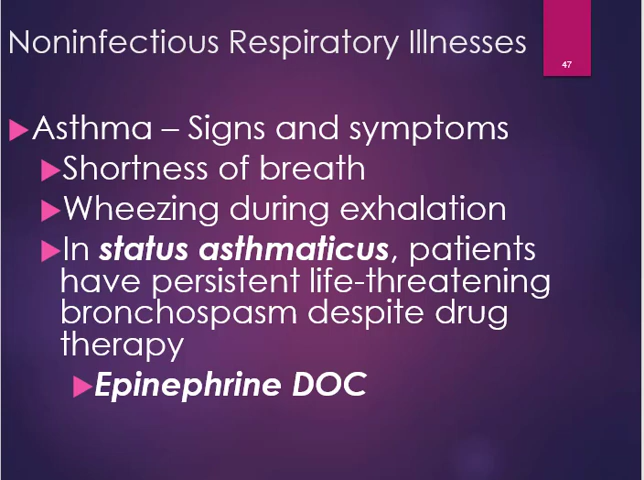 Noninfectious Respiratory Illnesses
47
Asthma – Signs and symptoms
Shortness of breath
Wheezing during exhalation
In status asthmaticus, patients
have persistent life-threatening
bronchospasm despite drug
therapy
Epinephrine DOC